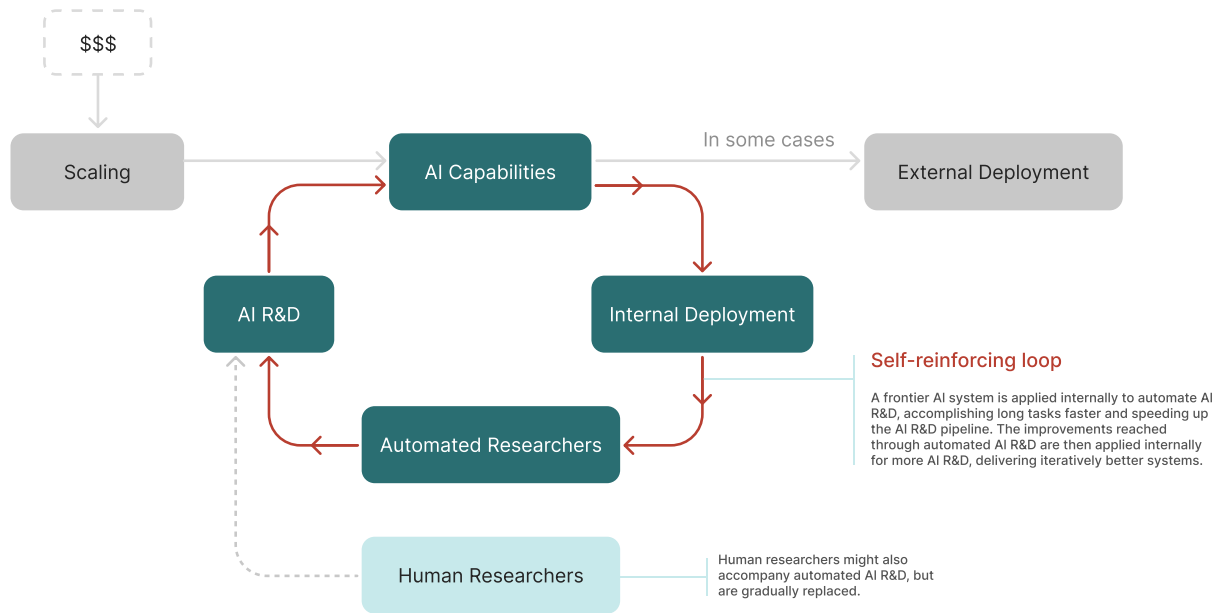 $$$
Scaling
AI Capabilities
In some cases
External Deployment
AI R&D
Internal Deployment
Self-reinforcing loop
A frontier AI system is applied internally to automate AI
R&D, accomplishing long tasks faster and speeding up
the AI R&D pipeline. The improvements reached
through automated AI R&D are then applied internally
for more AI R&D, delivering iteratively better systems.
Automated Researchers
Human Researchers
Human researchers might also
accompany automated AI R&D, but
are gradually replaced.